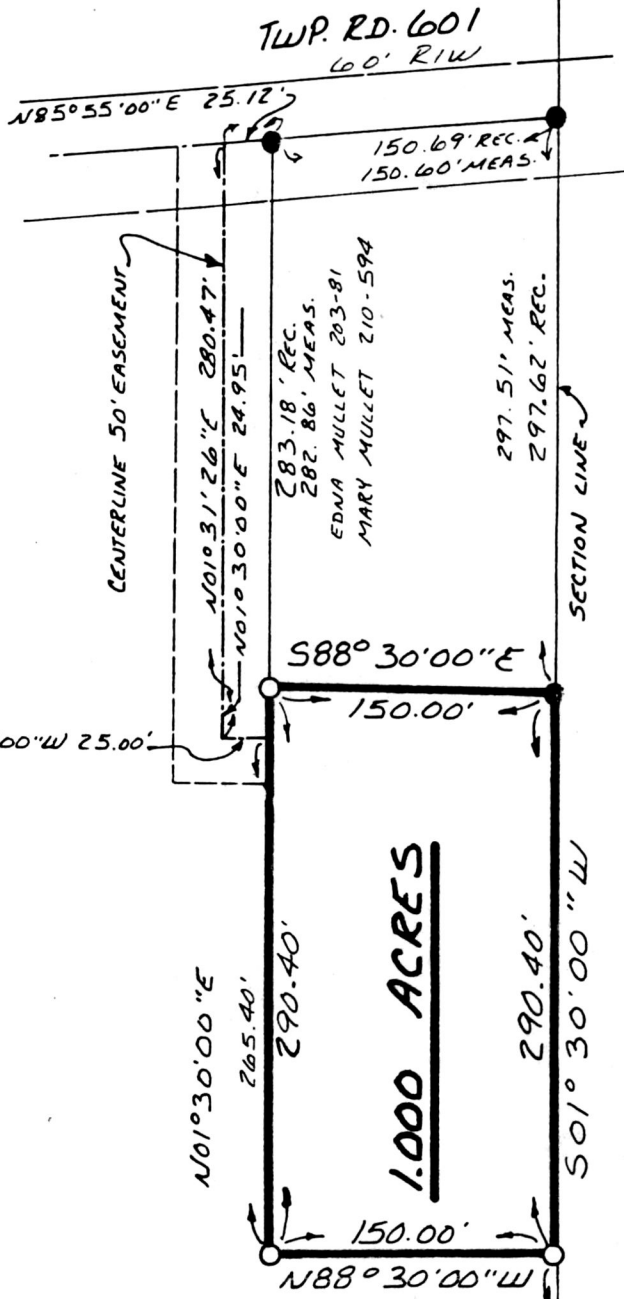 TWP. RD. 601
60' R/W
N85°55'00"E 25.12'
150.69' REC.
150.60' MEAS.
CENTERLINE 50' EASEMENT
N01°31'26"E 280.47'
N01°30'00"E 24.95'
283.18' REC.
282.86' MEAS.
EDNA MULLET 203-81
MARY MULLET 210-594
297.51' MEAS.
297.62' REC.
SECTION LINE
S88°30'00"E
150.00'
00"W 25.00'
N01°30'00"E
265.40'
290.40'
1.000 ACRES
290.40'
S01°30'00"W
150.00'
N88°30'00"W